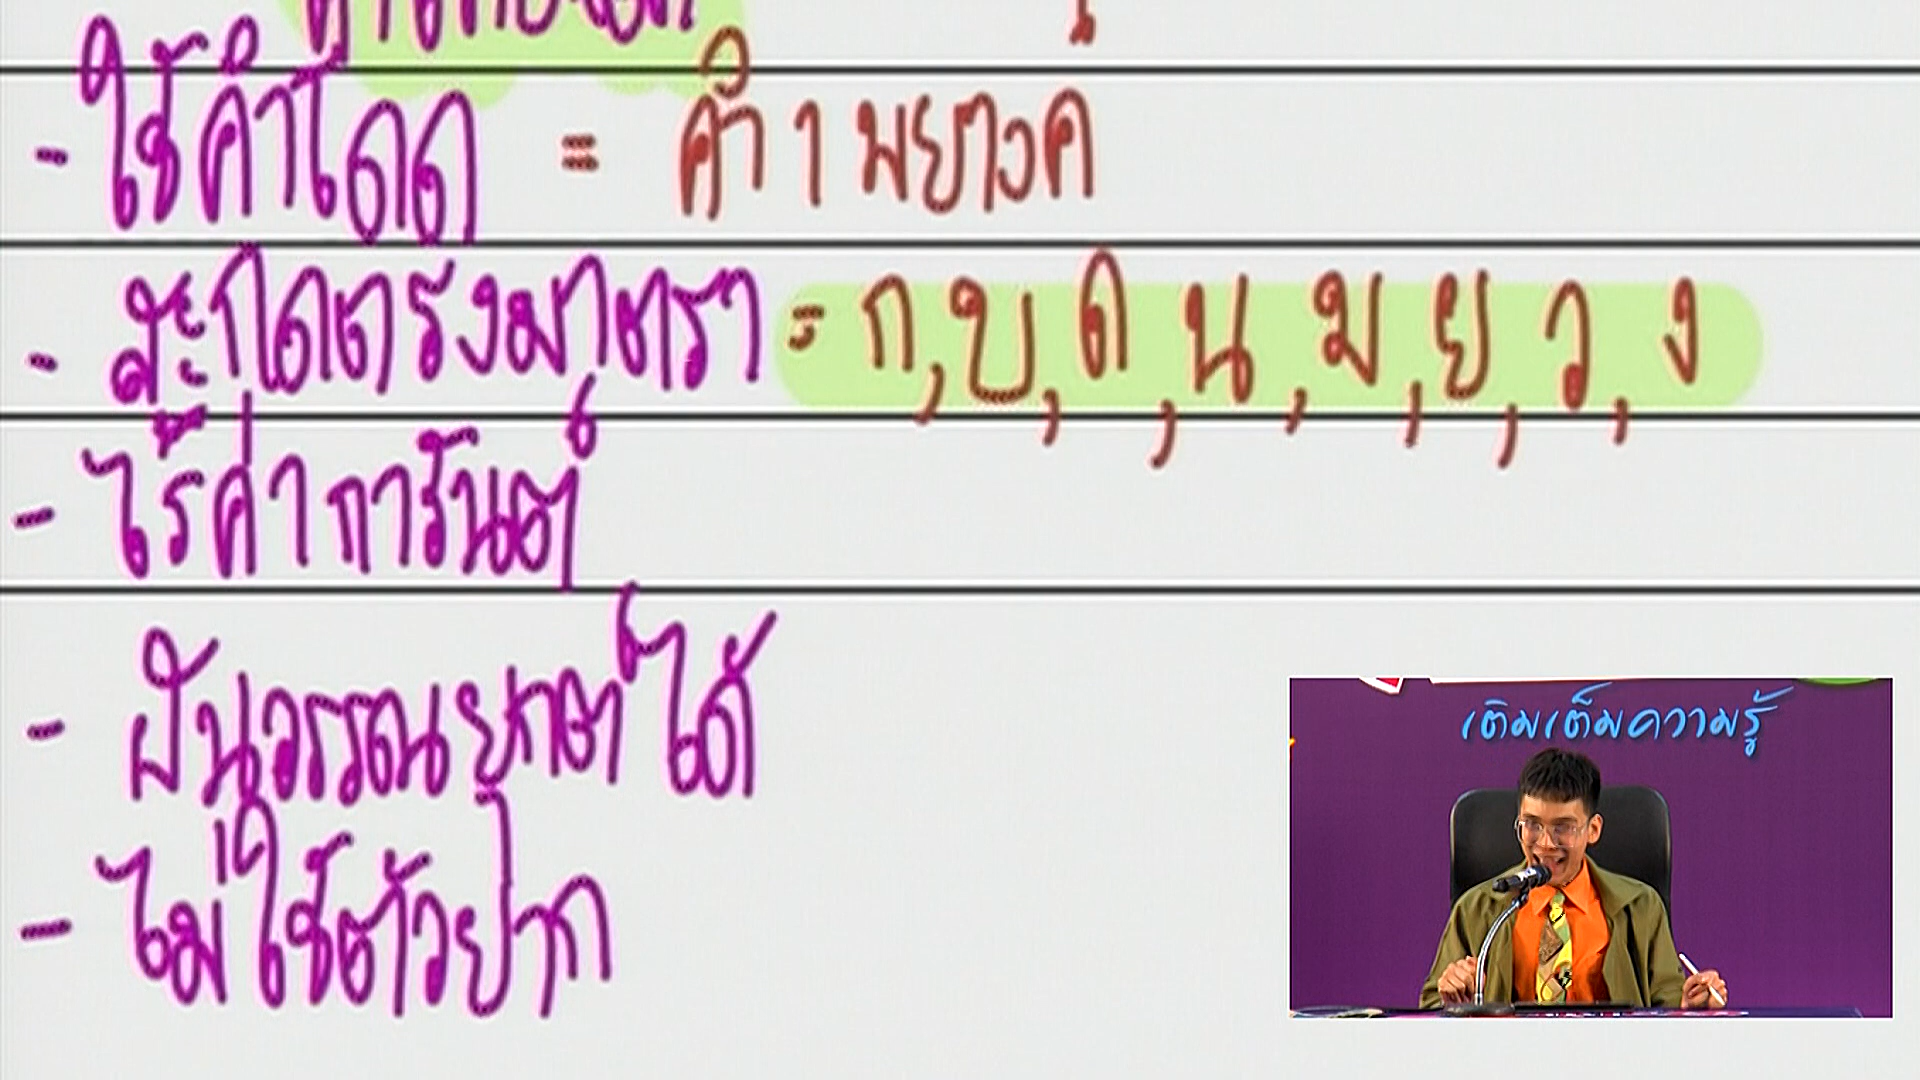 - ใช้คำโดด = คำ 1 พยางค์
- สะกดตรงมาตรา = ก, บ, ด, น, ม, ย, ว, ง
- ไร้ค่าการันต์
- ผันวรรณยุกต์ได้
- ไม่ใช้ตัวยาก
เติมเต็มความรู้